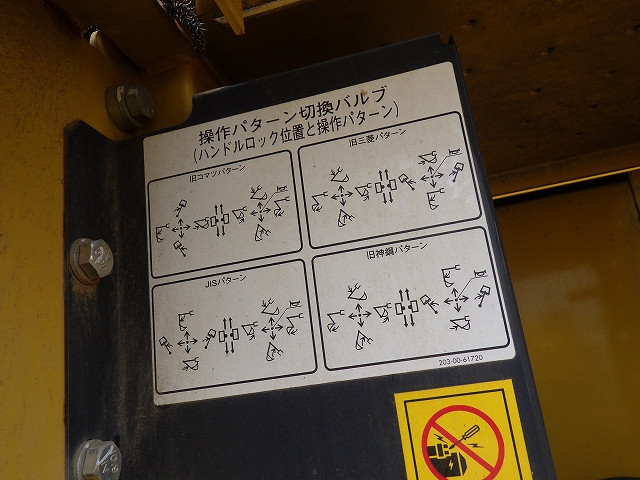 操作パターン切換バルブ
(ハンドルロック位置と操作パターン)
旧コマツパターン
旧三菱パターン
JISパターン
旧神鋼パターン
203-00-61720